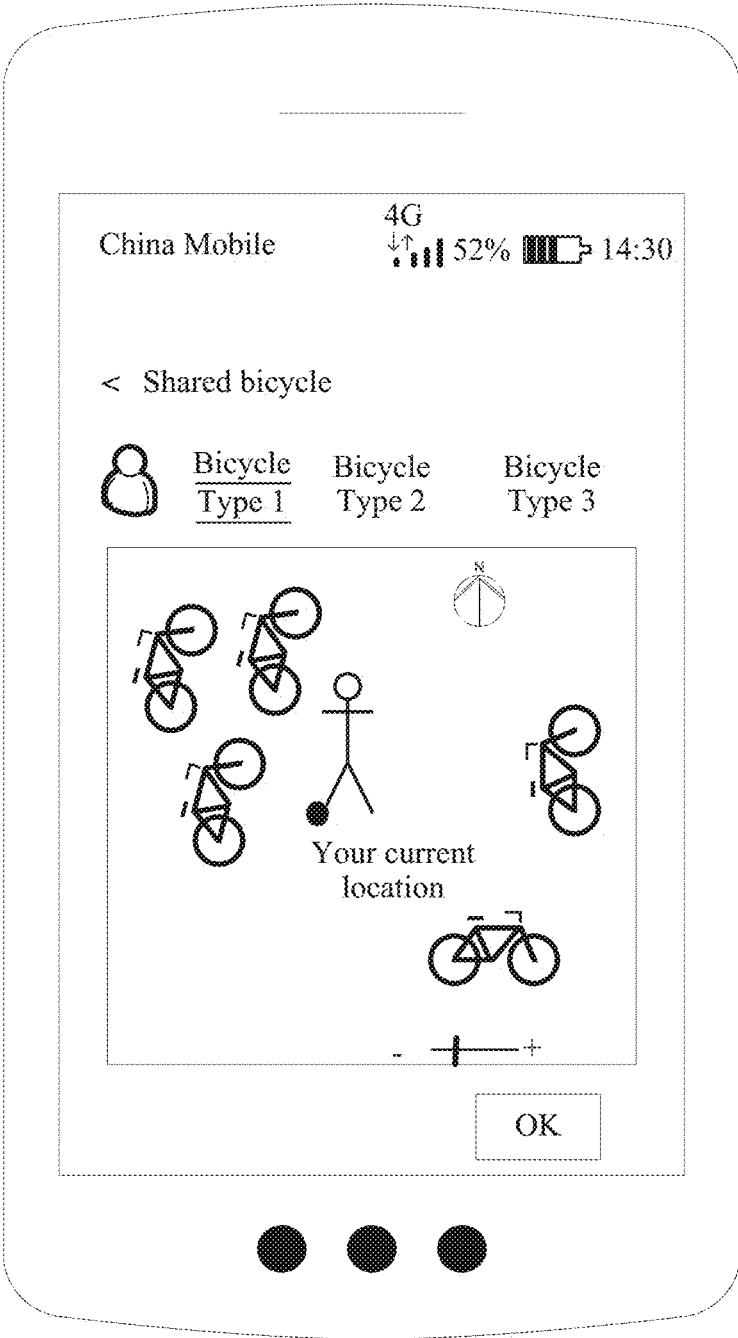 4G
China Mobile 52% 14:30
< Shared bicycle
Bicycle Bicycle Bicycle
Type 1 Type 2 Type 3
N
Your current
location
- +
OK